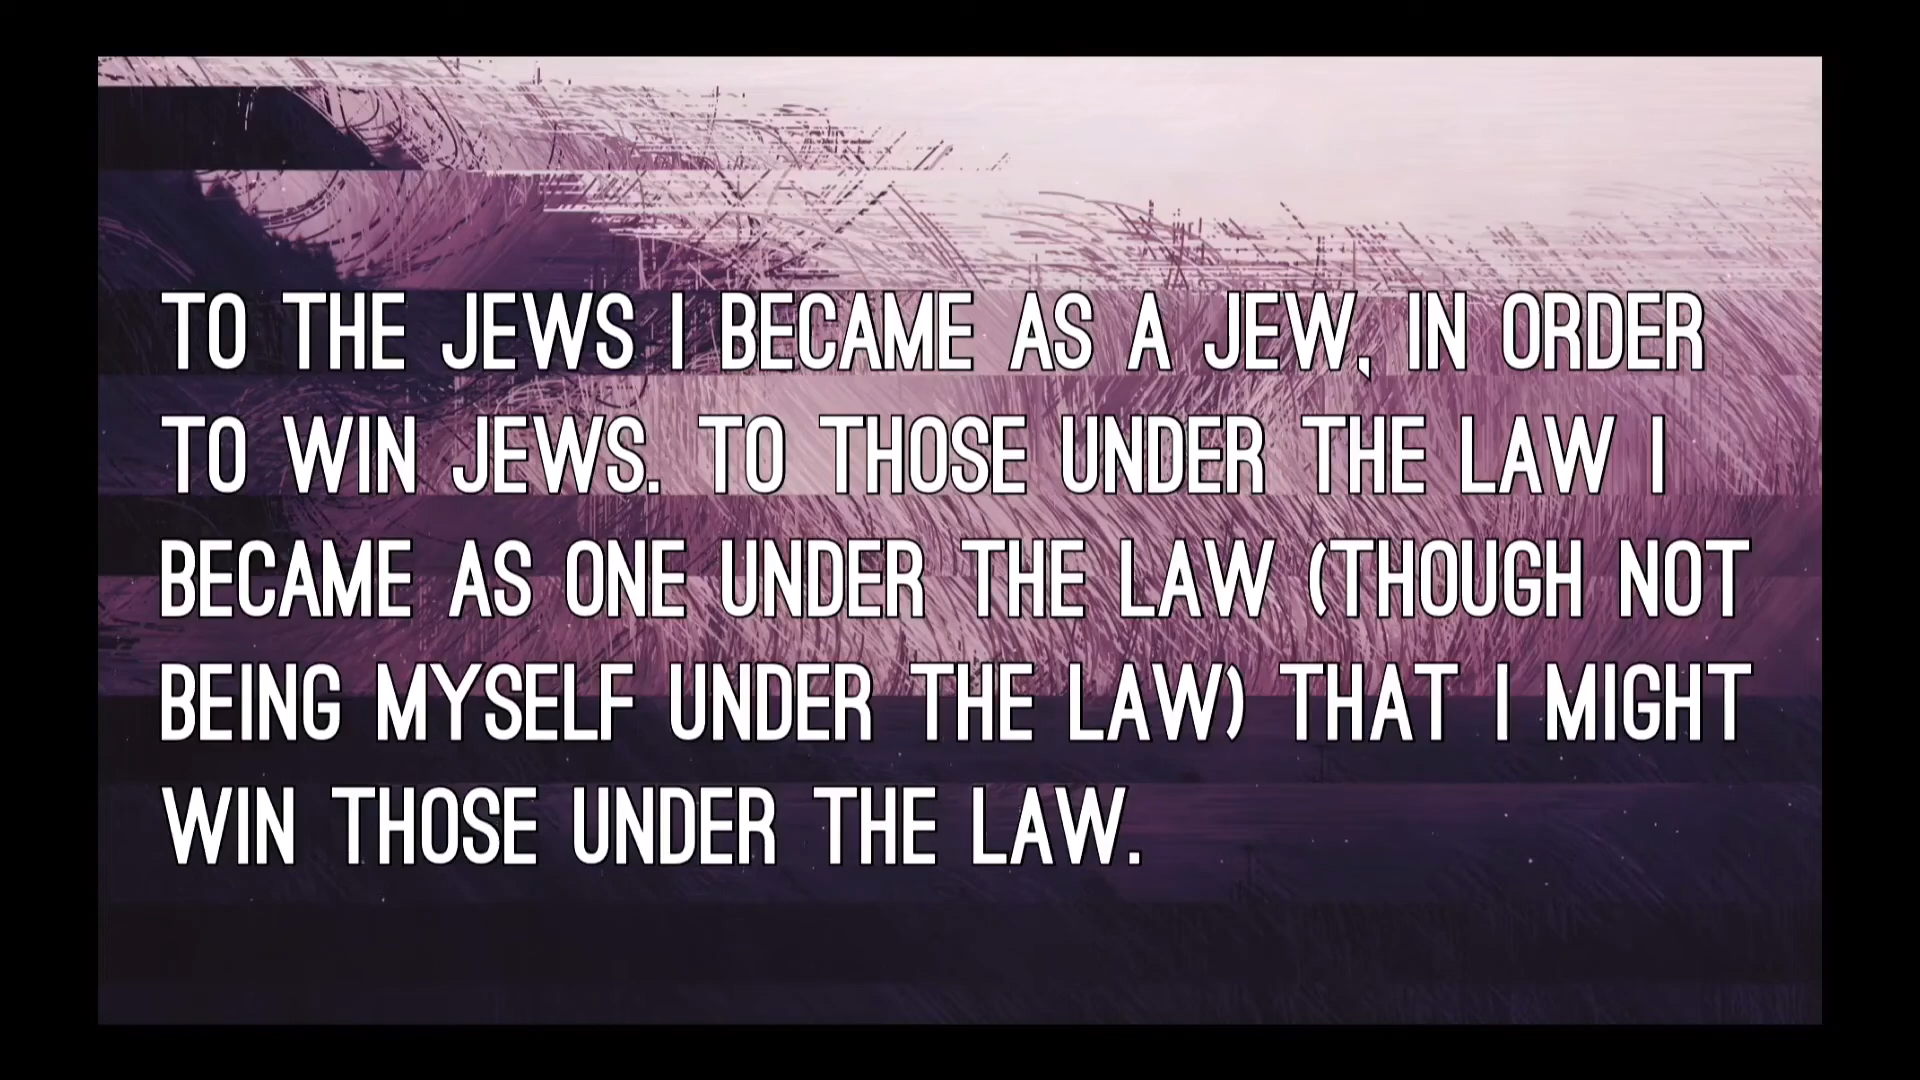 TO THE JEWS I BECAME AS A JEW, IN ORDER
TO WIN JEWS. TO THOSE UNDER THE LAW I
BECAME AS ONE UNDER THE LAW (THOUGH NOT
BEING MYSELF UNDER THE LAW) THAT I MIGHT
WIN THOSE UNDER THE LAW.